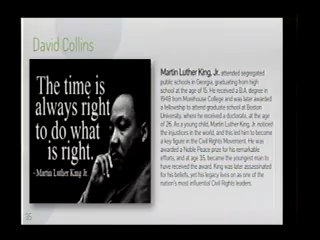 David Collins
The time is
always right
to do what
is right.
- Martin Luther King Jr.
Martin Luther King, Jr. attended segregated
public schools in Georgia, graduating from high
school at the age of 15. He received a B.A. degree in
1948 from Morehouse College and was later awarded
a fellowship to attend graduate school at Boston
University, where he received a doctorate, at the age
of 26. As a young child, Martin Luther King, Jr. noticed
the injustices in the world, and this led him to become
a key figure in the Civil Rights Movement. He was
awarded a Noble Peace prize for his remarkable
efforts, and at age 35, became the youngest man to
have received the award. King was later assassinated
for his beliefs, yet his legacy lives on as one of the
nation's most influential Civil Rights leaders.